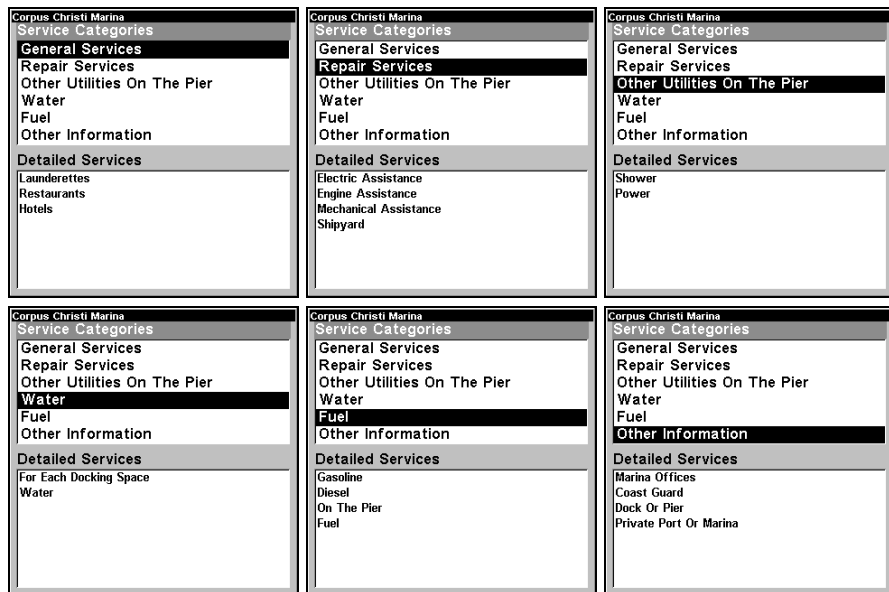 Corpus Christi Marina
Service Categories
General Services
Repair Services
Other Utilities On The Pier
Water
Fuel
Other Information
Detailed Services
Launderettes
Restaurants
Hotels
Corpus Christi Marina
Service Categories
General Services
Repair Services
Other Utilities On The Pier
Water
Fuel
Other Information
Detailed Services
Electric Assistance
Engine Assistance
Mechanical Assistance
Shipyard
Corpus Christi Marina
Service Categories
General Services
Repair Services
Other Utilities On The Pier
Water
Fuel
Other Information
Detailed Services
Shower
Power
Corpus Christi Marina
Service Categories
General Services
Repair Services
Other Utilities On The Pier
Water
Fuel
Other Information
Detailed Services
For Each Docking Space
Water
Corpus Christi Marina
Service Categories
General Services
Repair Services
Other Utilities On The Pier
Water
Fuel
Other Information
Detailed Services
Gasoline
Diesel
On The Pier
Fuel
Corpus Christi Marina
Service Categories
General Services
Repair Services
Other Utilities On The Pier
Water
Fuel
Other Information
Detailed Services
Marina Offices
Coast Guard
Dock Or Pier
Private Port Or Marina